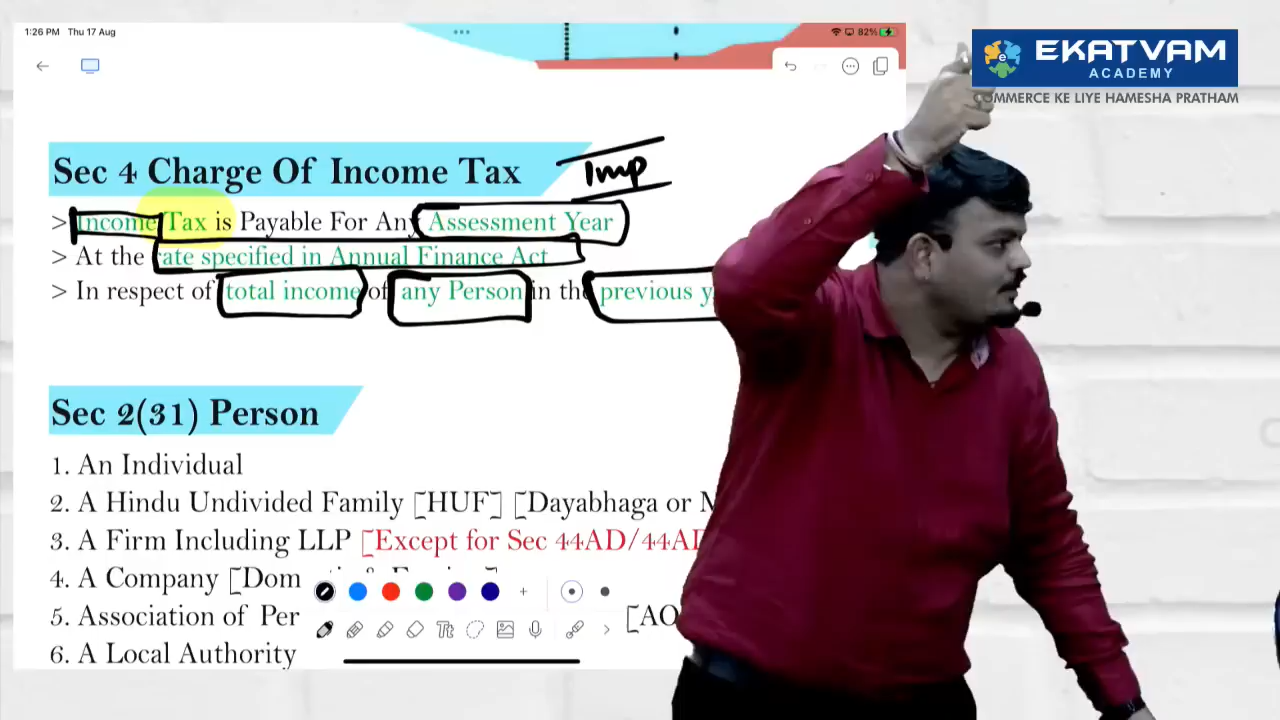 1:26 PM Thu 17 Aug
82%
EKATVAM
ACADEMY
COMMERCE KE LIYE HAMESHA PRATHAM
Sec 4 Charge Of Income Tax
Imp
> Income Tax is Payable For Any Assessment Year
> At the rate specified in Annual Finance Act
> In respect of total income of any Person in the previous y
Sec 2(31) Person
1. An Individual
2. A Hindu Undivided Family [HUF] [Dayabhaga or M
3. A Firm Including LLP [Except for Sec 44AD/44AD
4. A Company [Dom
5. Association of Per [AO
6. A Local Authority